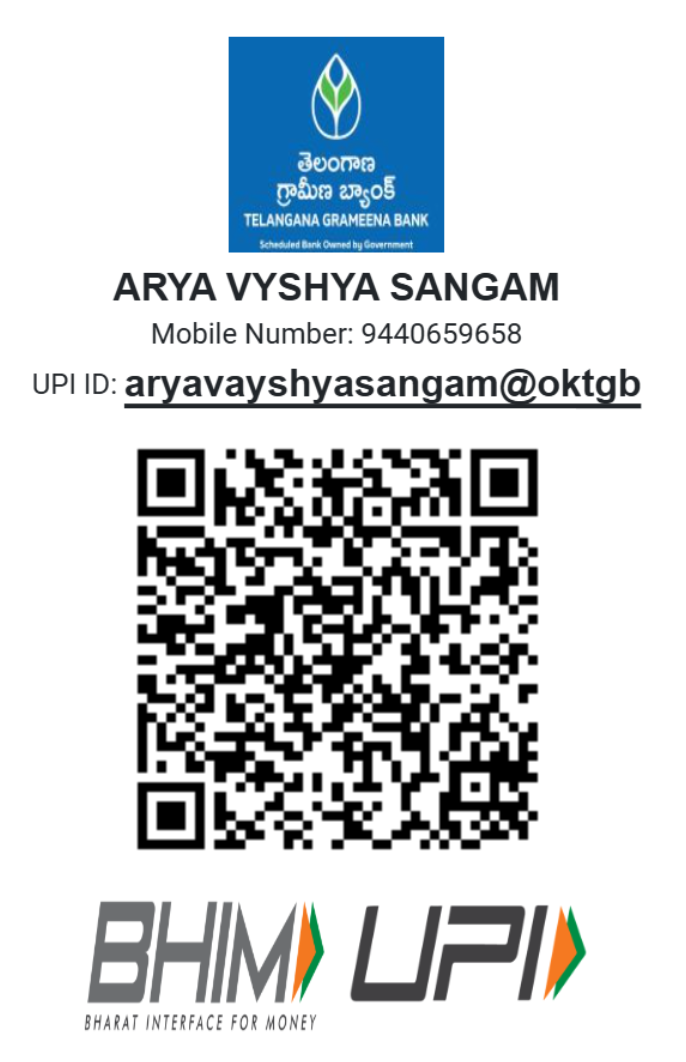 తెలంగాణ
గ్రామీణ బ్యాంక్
TELANGANA GRAMEENA BANK
Scheduled Bank Owned by Government
ARYA VYSHYA SANGAM
Mobile Number: 9440659658
UPI ID: aryavayshyasangam@oktgb
BHIM UPI
BHARAT INTERFACE FOR MONEY